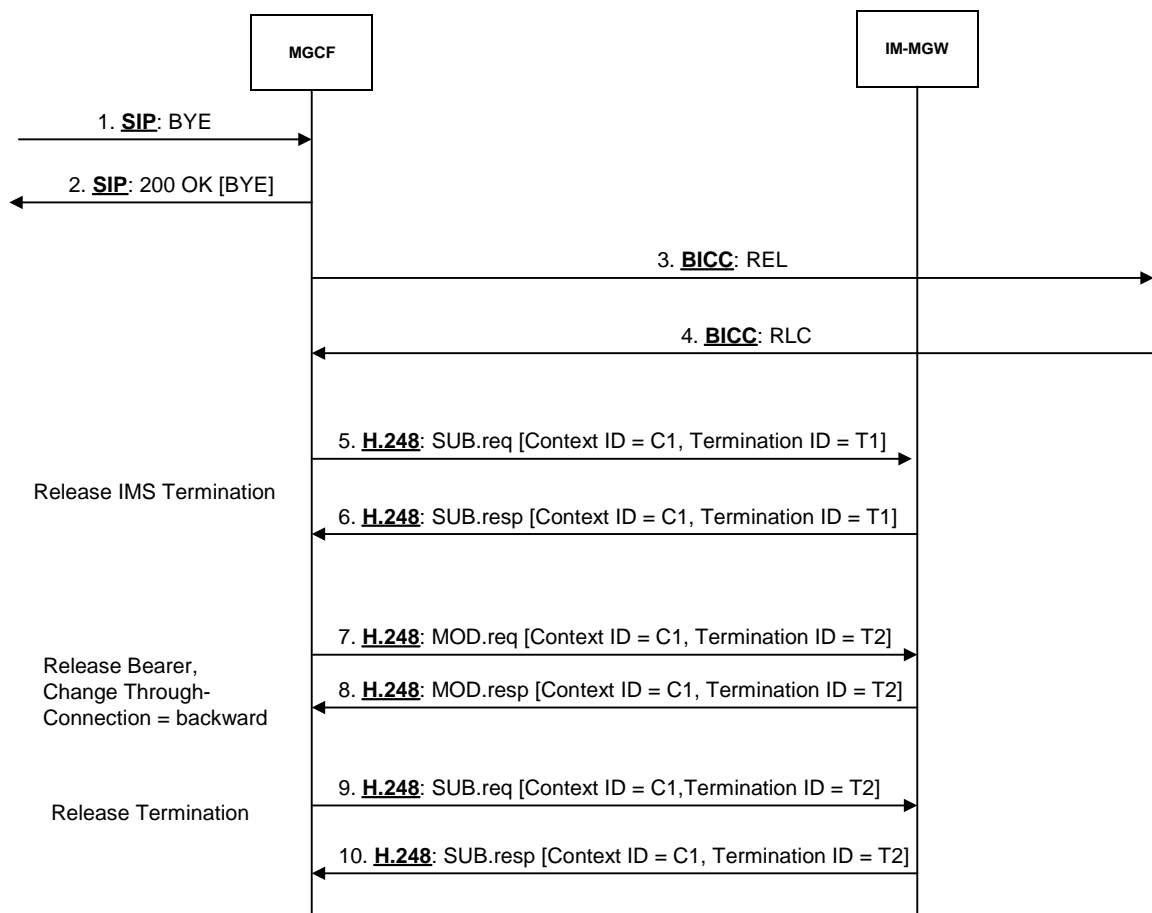 MGCF
IM-MGW
1. SIP: BYE
2. SIP: 200 OK [BYE]
3. BICC: REL
4. BICC: RLC
5. H.248: SUB.req [Context ID = C1, Termination ID = T1]
Release IMS Termination
6. H.248: SUB.resp [Context ID = C1, Termination ID = T1]
7. H.248: MOD.req [Context ID = C1, Termination ID = T2]
Release Bearer,
Change Through-
Connection = backward
8. H.248: MOD.resp [Context ID = C1, Termination ID = T2]
9. H.248: SUB.req [Context ID = C1,Termination ID = T2]
Release Termination
10. H.248: SUB.resp [Context ID = C1, Termination ID = T2]